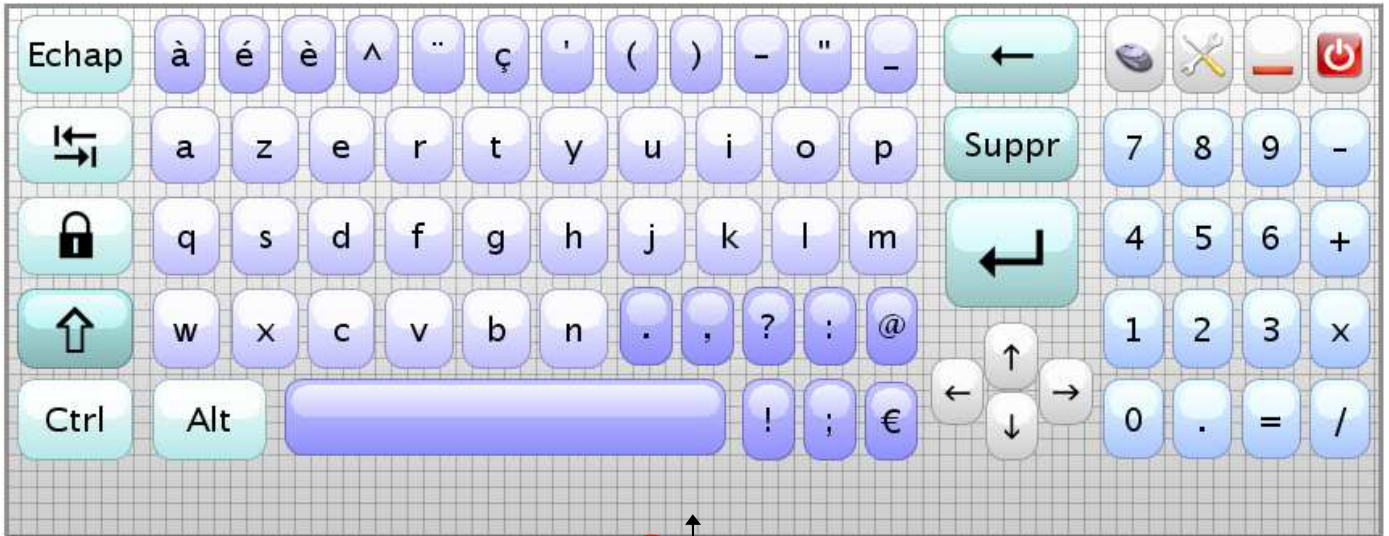 Echap à é è ^ ¨ ç ' ( ) - " _ ←
a z e r t y u i o p Suppr 7 8 9 -
q s d f g h j k l m 4 5 6 +
w x c v b n . , ? : @ ↑ 1 2 3 x
Ctrl Alt ! ; € ← ↓ → 0 . = /